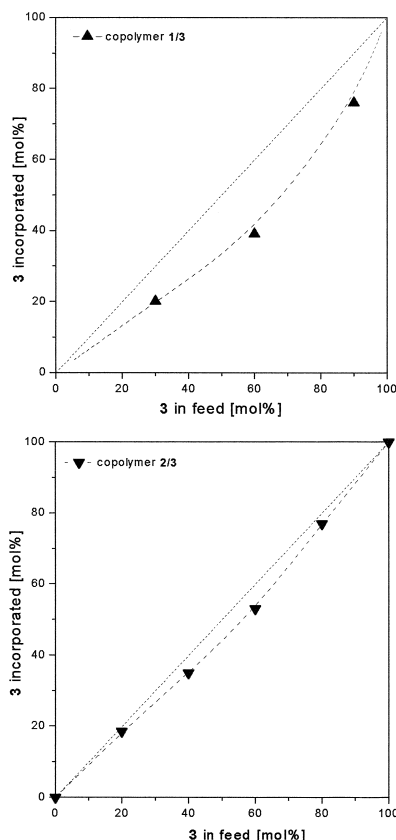 100
-▲- copolymer 1/3
80
60
40
20
0
3 incorporated [mol%]
0 20 40 60 80 100
3 in feed [mol%]
100
-▼- copolymer 2/3
80
60
40
20
0
3 incorporated [mol%]
0 20 40 60 80 100
3 in feed [mol%]